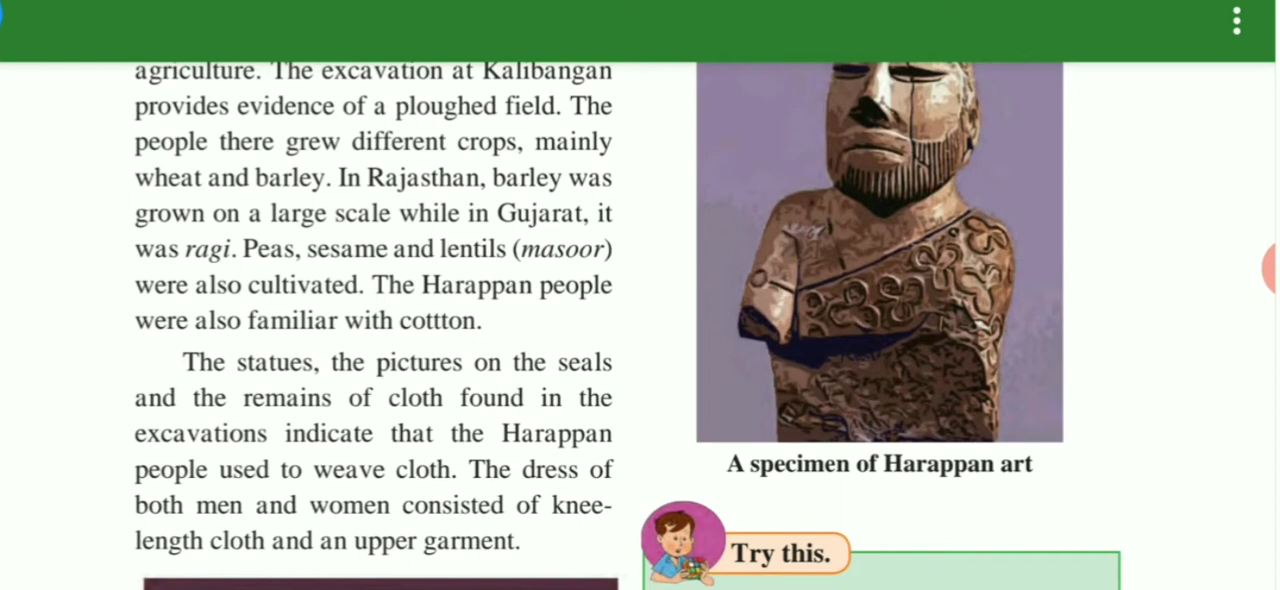 agriculture. The excavation at Kalibangan
provides evidence of a ploughed field. The
people there grew different crops, mainly
wheat and barley. In Rajasthan, barley was
grown on a large scale while in Gujarat, it
was ragi. Peas, sesame and lentils (masoor)
were also cultivated. The Harappan people
were also familiar with cottton.
The statues, the pictures on the seals
and the remains of cloth found in the
excavations indicate that the Harappan
people used to weave cloth. The dress of
both men and women consisted of knee-
length cloth and an upper garment.
A specimen of Harappan art
Try this.